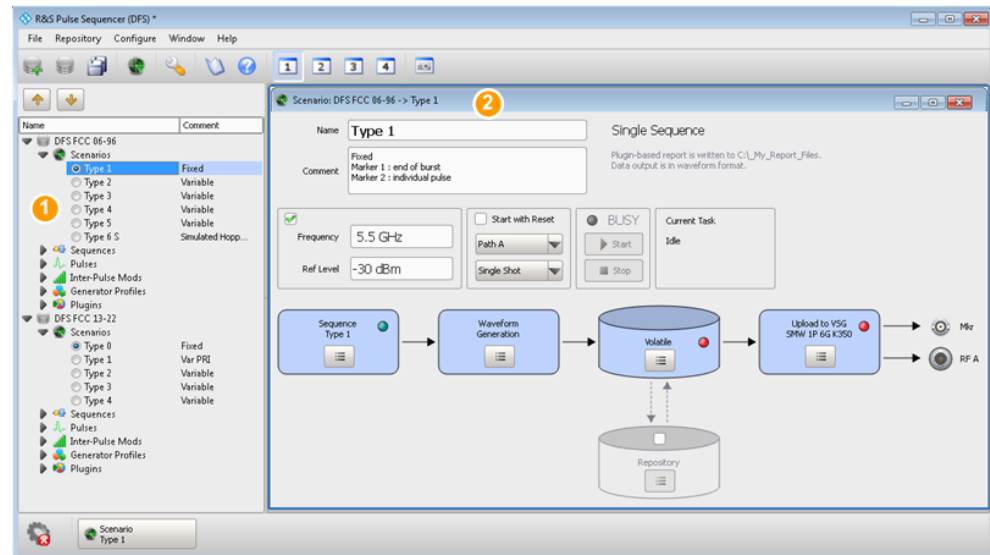 R&S Pulse Sequencer (DFS) *
File Repository Configure Window Help
1 2 3 4
Name Comment
DFS FCC 06-96
Scenarios
Type 1 Fixed
Type 2 Variable
Type 3 Variable
Type 4 Variable
Type 5 Variable
Type 6 S Simulated Hopp...
Sequences
Pulses
Inter-Pulse Mods
Generator Profiles
Plugins
DFS FCC 13-22
Scenarios
Type 0 Fixed
Type 1 Var PRI
Type 2 Variable
Type 3 Variable
Type 4 Variable
Sequences
Pulses
Inter-Pulse Mods
Generator Profiles
Plugins
1
Scenario: DFS FCC 06-96 -> Type 1
2
Name Type 1
Single Sequence
Comment
Fixed
Marker 1 : end of burst
Marker 2 : individual pulse
Plugin-based report is written to C:\_My_Report_Files.
Data output is in waveform format.
Frequency 5.5 GHz
Ref Level -30 dBm
Start with Reset
Path A
Single Shot
BUSY
Start
Stop
Current Task
Idle
Sequence
Type 1
Waveform
Generation
Volatile
Upload to VSG
SMW 1P 6G K350
Mkr
RF A
Repository
Scenario
Type 1